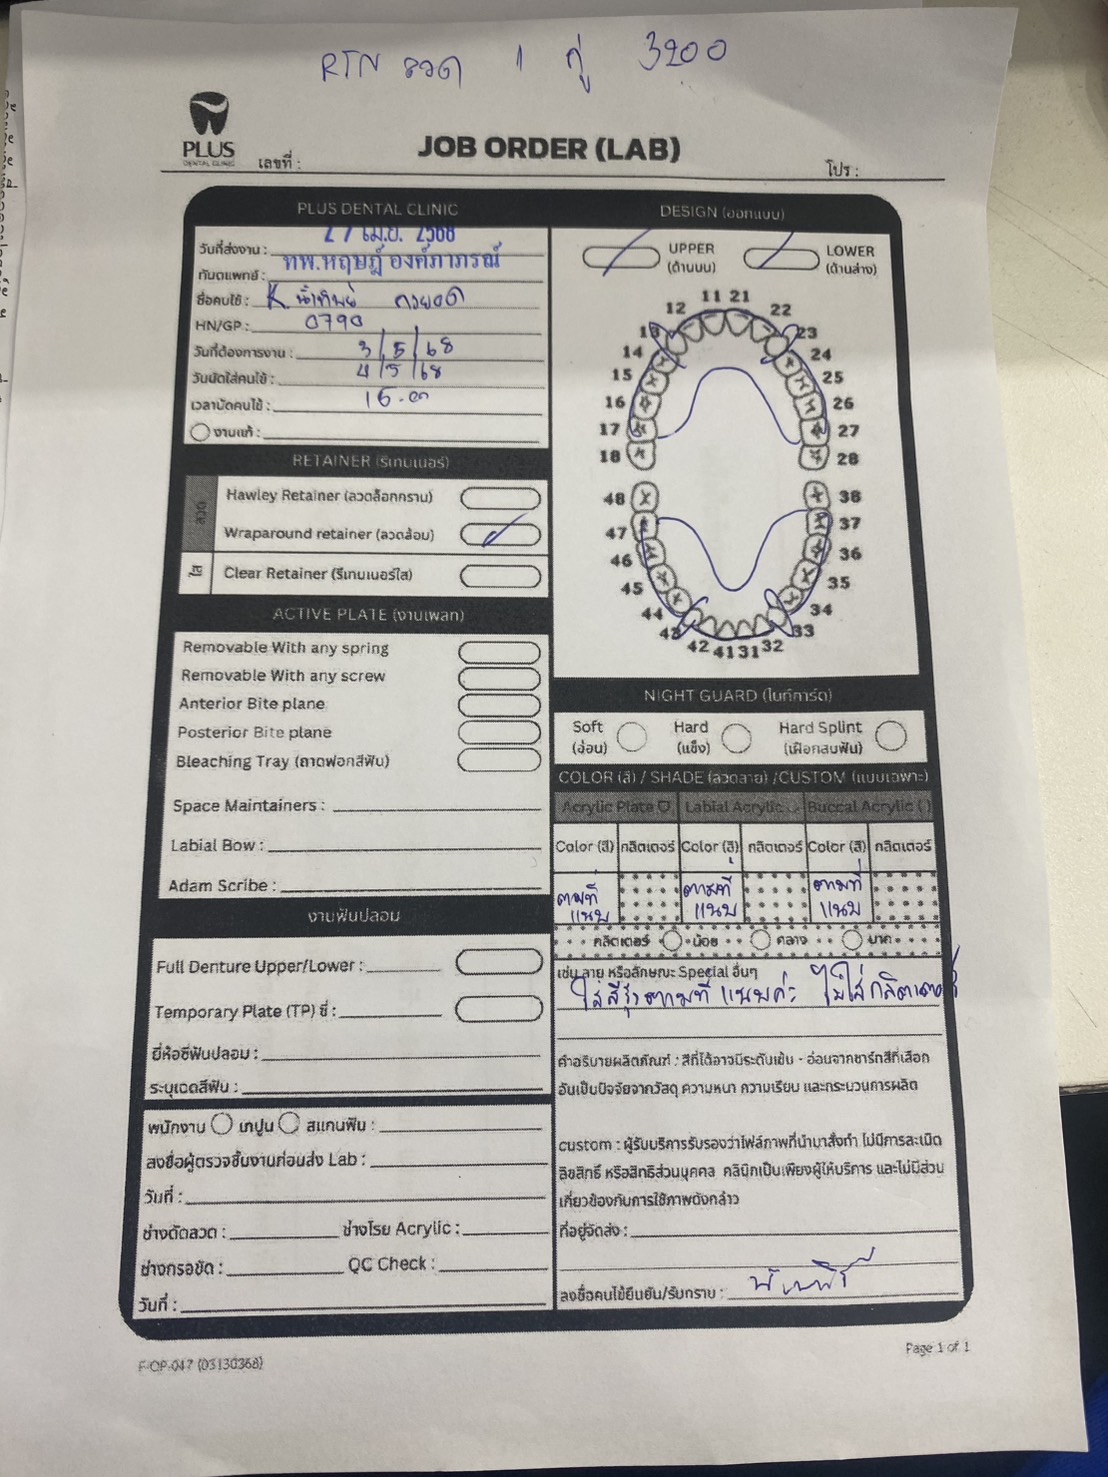 RTN ลวด 1 คู่ 3200
PLUS
DENTAL CLINIC
เลขที่ :
JOB ORDER (LAB)
โปร :
PLUS DENTAL CLINIC
วันที่ส่งงาน : 27 เม.ย. 2568
ทันตแพทย์ : ทพ.หฤษฎ์ องค์ภาภรณ์
ชื่อคนไข้ :
HN/GP : 0790
วันที่ต้องการงาน : 3/5/68
วันนัดใส่คนไข้ : 4/5/68
เวลานัดคนไข้ : 16.00
งานแก้ :
RETAINER (รีเทนเนอร์)
ลวด
Hawley Retainer (ลวดล็อกกราม)
Wraparound retainer (ลวดล้อม)
ใส
Clear Retainer (รีเทนเนอร์ใส)
ACTIVE PLATE (งานเพลท)
Removable With any spring
Removable With any screw
Anterior Bite plane
Posterior Bite plane
Bleaching Tray (ถาดฟอกสีฟัน)
Space Maintainers :
Labial Bow :
Adam Scribe :
งานฟันปลอม
Full Denture Upper/Lower :
Temporary Plate (TP) ซี่ :
ยี่ห้อซี่ฟันปลอม :
ระบุเฉดสีฟัน :
พนักงาน เทปูน สแกนฟัน :
ลงชื่อผู้ตรวจชิ้นงานก่อนส่ง Lab :
วันที่ :
ช่างดัดลวด : ช่างโรย Acrylic :
ช่างกรอขัด : QC Check :
วันที่ :
DESIGN (ออกแบบ)
UPPER
(ด้านบน)
LOWER
(ด้านล่าง)
11 21
12 22
13 23
14 24
15 25
16 26
17 27
18 28
48 38
47 37
46 36
45 35
44 34
43 33
42 41 31 32
NIGHT GUARD (ไนท์การ์ด)
Soft
(อ่อน)
Hard
(แข็ง)
Hard Splint
(เฝือกสบฟัน)
COLOR (สี) / SHADE (ลวดลาย) /CUSTOM (แบบเฉพาะ)
Acrylic Plate Labial Acrylic Buccal Acrylic ( )
Color (สี) กลิตเตอร์ Color (สี) กลิตเตอร์ Color (สี) กลิตเตอร์
ตามที่ ตามที่ ตามที่
แนบ แนบ แนบ
กลิตเตอร์ น้อย กลาง มาก
เช่น ลาย หรือลักษณะ Special อื่นๆ
ใส่สีรุ้งตามที่แนบค่ะ ไม่ใส่กลิตเตอร์
คำอธิบายผลิตภัณฑ์ : สีที่ได้อาจมีระดับเข้ม - อ่อนจากชาร์ทสีที่เลือก
อันเป็นปัจจัยจากวัสดุ ความหนา ความเรียบ และกระบวนการผลิต
custom : ผู้รับบริการรับรองว่าไฟล์ภาพที่นำมาสั่งทำ ไม่มีการละเมิด
ลิขสิทธิ์ หรือสิทธิส่วนบุคคล คลินิกเป็นเพียงผู้ให้บริการ และไม่มีส่วน
เกี่ยวข้องกับการใช้ภาพดังกล่าว
ที่อยู่จัดส่ง :
ลงชื่อคนไข้ยืนยัน/รับทราบ :
F-OP-047 (03130368)
Page 1 of 1